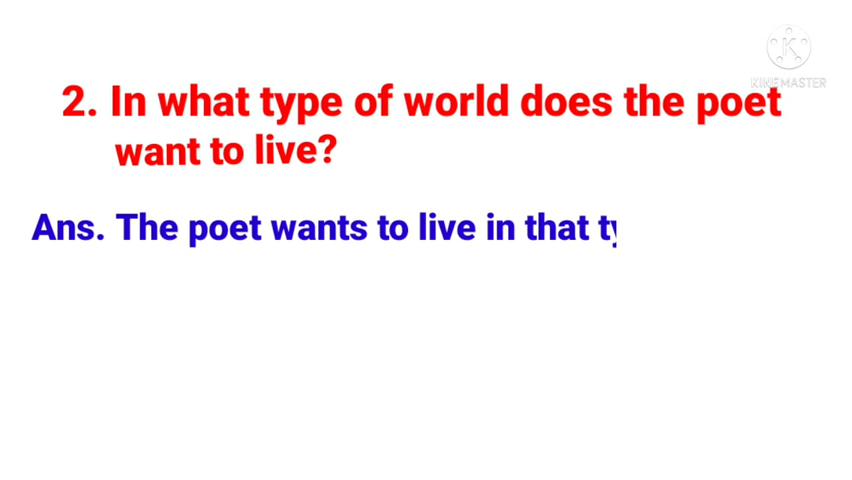 KINEMASTER
2. In what type of world does the poet
want to live?
Ans. The poet wants to live in that